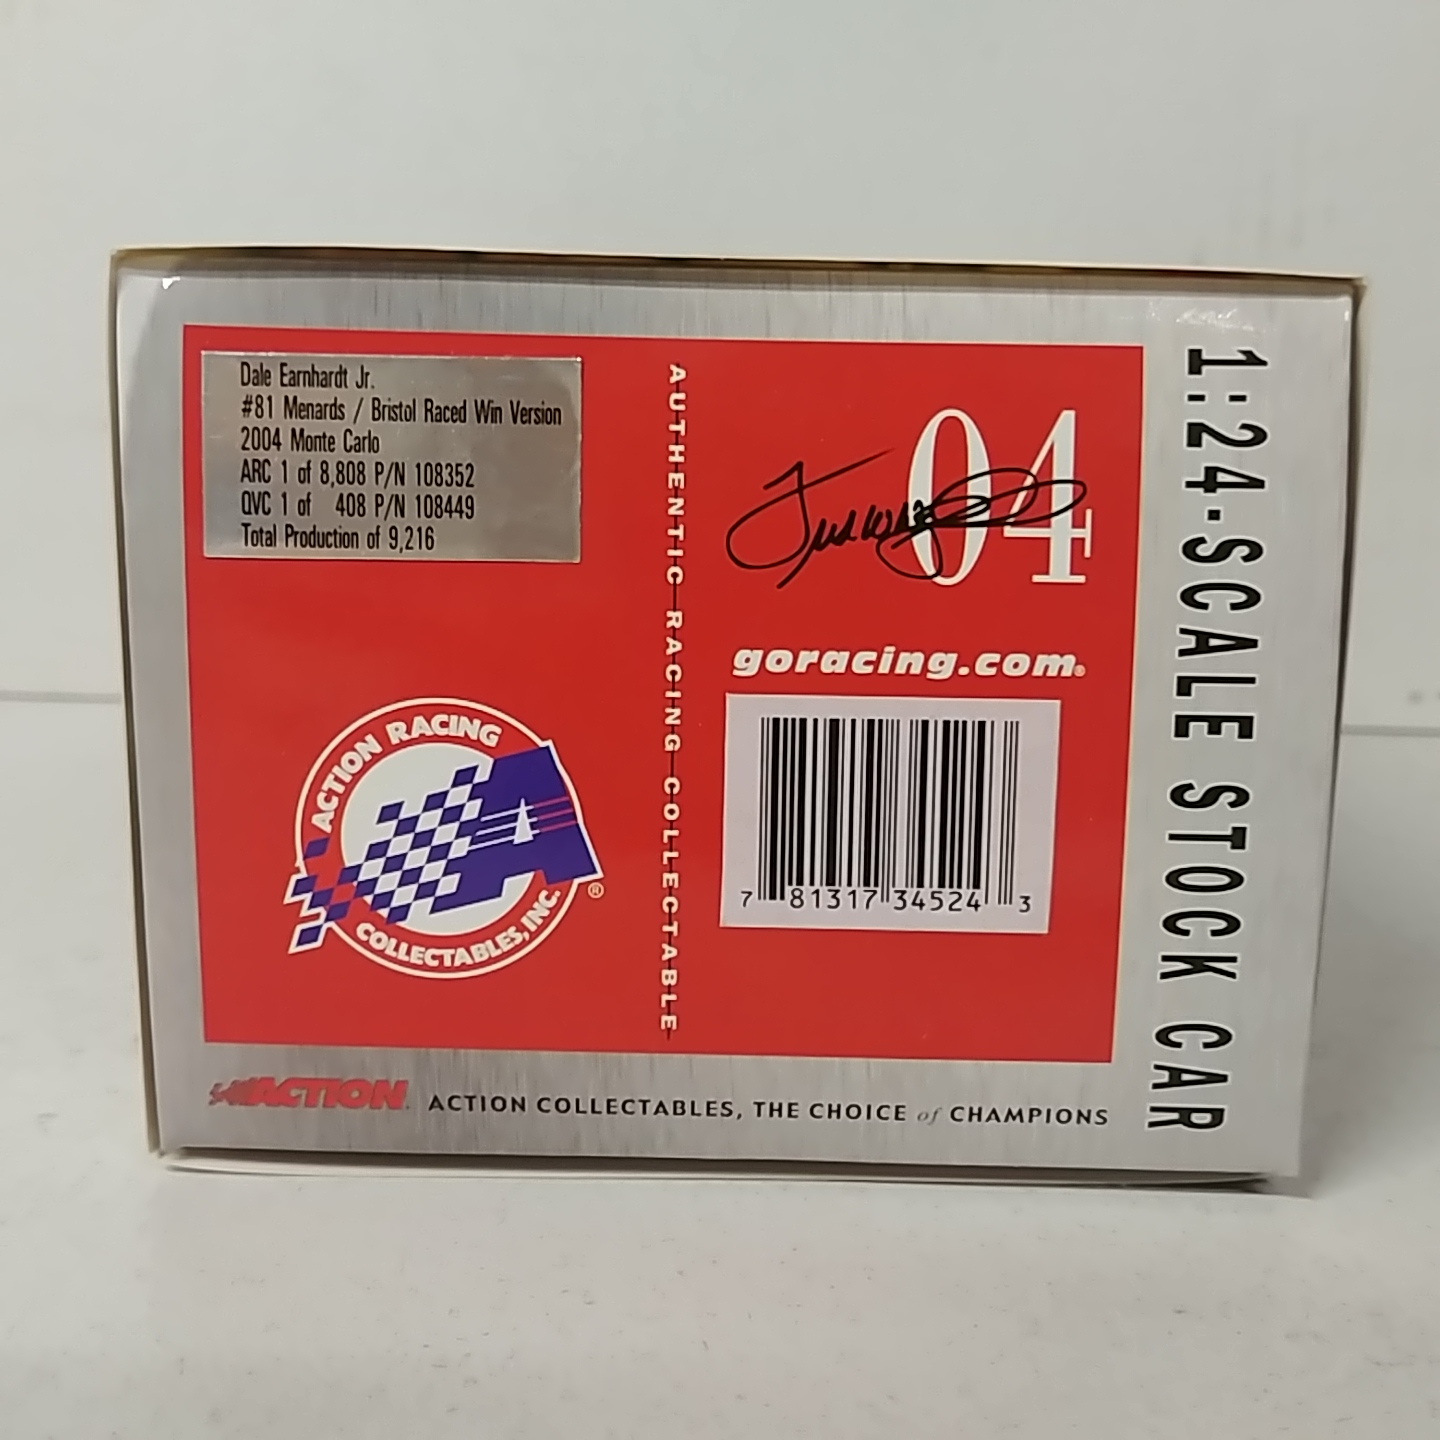 Dale Earnhardt Jr.
#81 Menards / Bristol Raced Win Version
2004 Monte Carlo
ARC 1 of 8,808 P/N 108352
QVC 1 of 408 P/N 108449
Total Production of 9,216
AUTHENTIC RACING COLLECTABLE
04
goracing.com
7 81317 34524 3
ACTION RACING
COLLECTABLES, INC.
®
1:24-SCALE STOCK CAR
ACTION
ACTION COLLECTABLES, THE CHOICE of CHAMPIONS